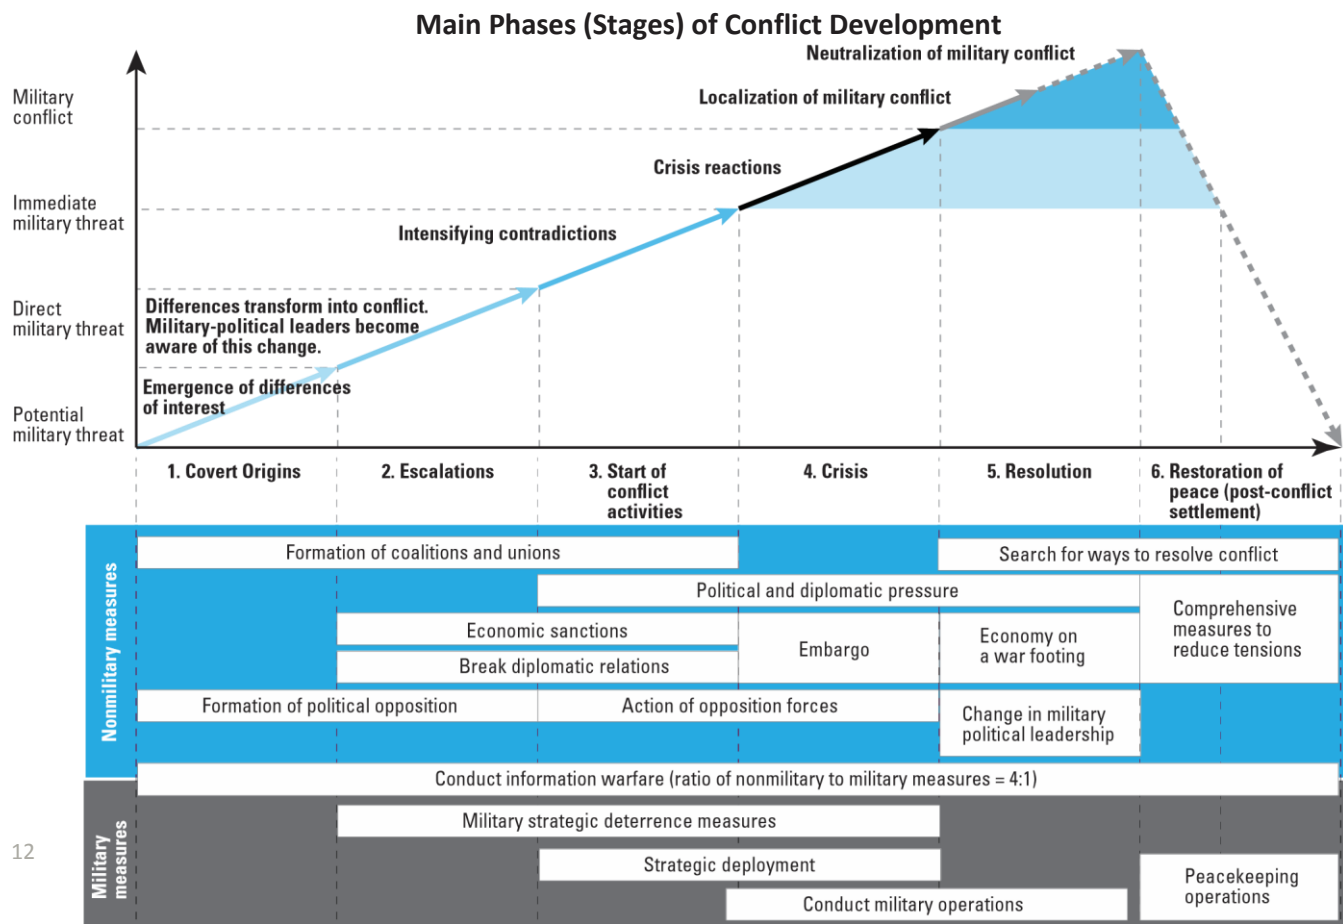 Main Phases (Stages) of Conflict Development
Neutralization of military conflict
Military
conflict
Localization of military conflict
Crisis reactions
Immediate
military threat
Intensifying contradictions
Direct
military threat
Differences transform into conflict.
Military-political leaders become
aware of this change.
Emergence of differences
of interest
Potential
military threat
1. Covert Origins
2. Escalations
3. Start of
conflict
activities
4. Crisis
5. Resolution
6. Restoration of
peace (post-conflict
settlement)
Nonmilitary measures
Formation of coalitions and unions
Search for ways to resolve conflict
Political and diplomatic pressure
Economic sanctions
Break diplomatic relations
Embargo
Economy on
a war footing
Comprehensive
measures to
reduce tensions
Formation of political opposition
Action of opposition forces
Change in military
political leadership
Conduct information warfare (ratio of nonmilitary to military measures = 4:1)
Military
measures
Military strategic deterrence measures
Strategic deployment
Conduct military operations
Peacekeeping
operations
12